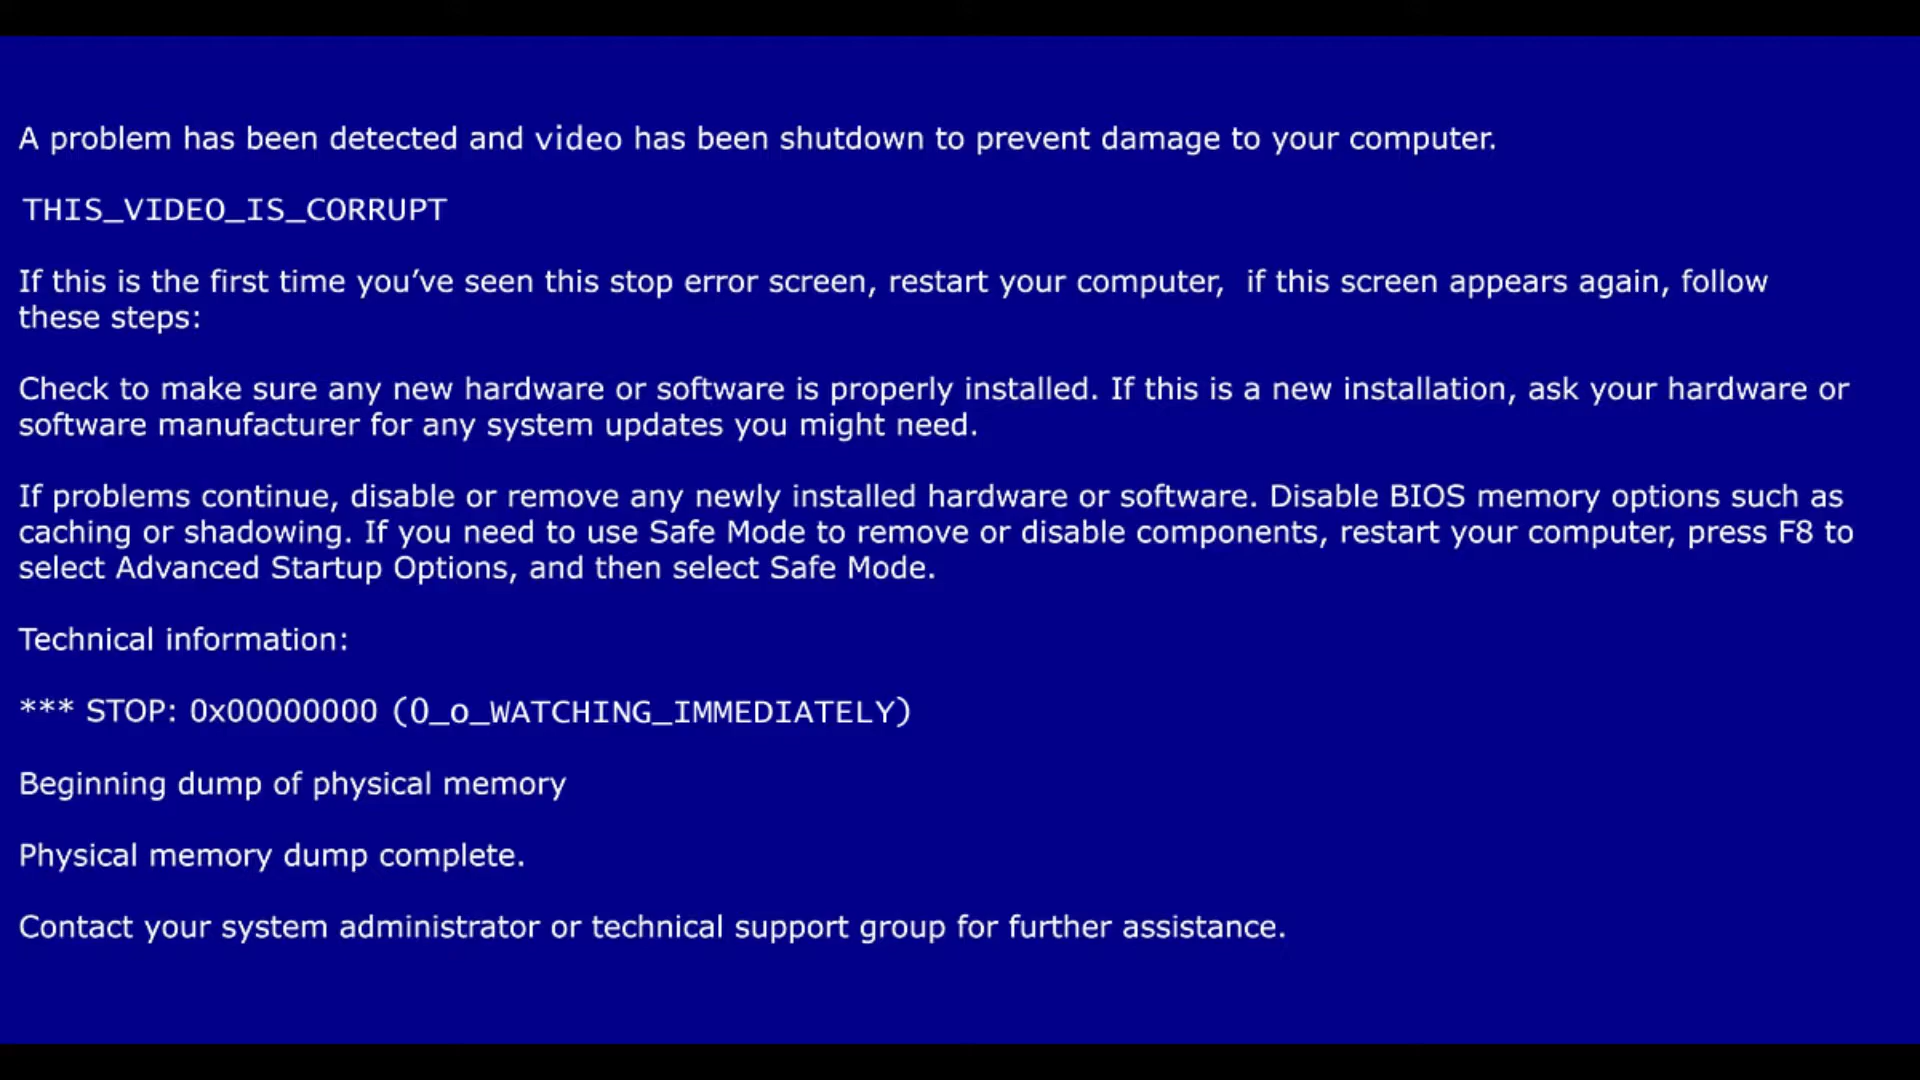 A problem has been detected and video has been shutdown to prevent damage to your computer.
THIS_VIDEO_IS_CORRUPT
If this is the first time you’ve seen this stop error screen, restart your computer,  if this screen appears again, follow
these steps:
Check to make sure any new hardware or software is properly installed. If this is a new installation, ask your hardware or
software manufacturer for any system updates you might need.
If problems continue, disable or remove any newly installed hardware or software. Disable BIOS memory options such as
caching or shadowing. If you need to use Safe Mode to remove or disable components, restart your computer, press F8 to
select Advanced Startup Options, and then select Safe Mode.
Technical information:
*** STOP: 0x00000000 (O_o_WATCHING_IMMEDIATELY)
Beginning dump of physical memory
Physical memory dump complete.
Contact your system administrator or technical support group for further assistance.